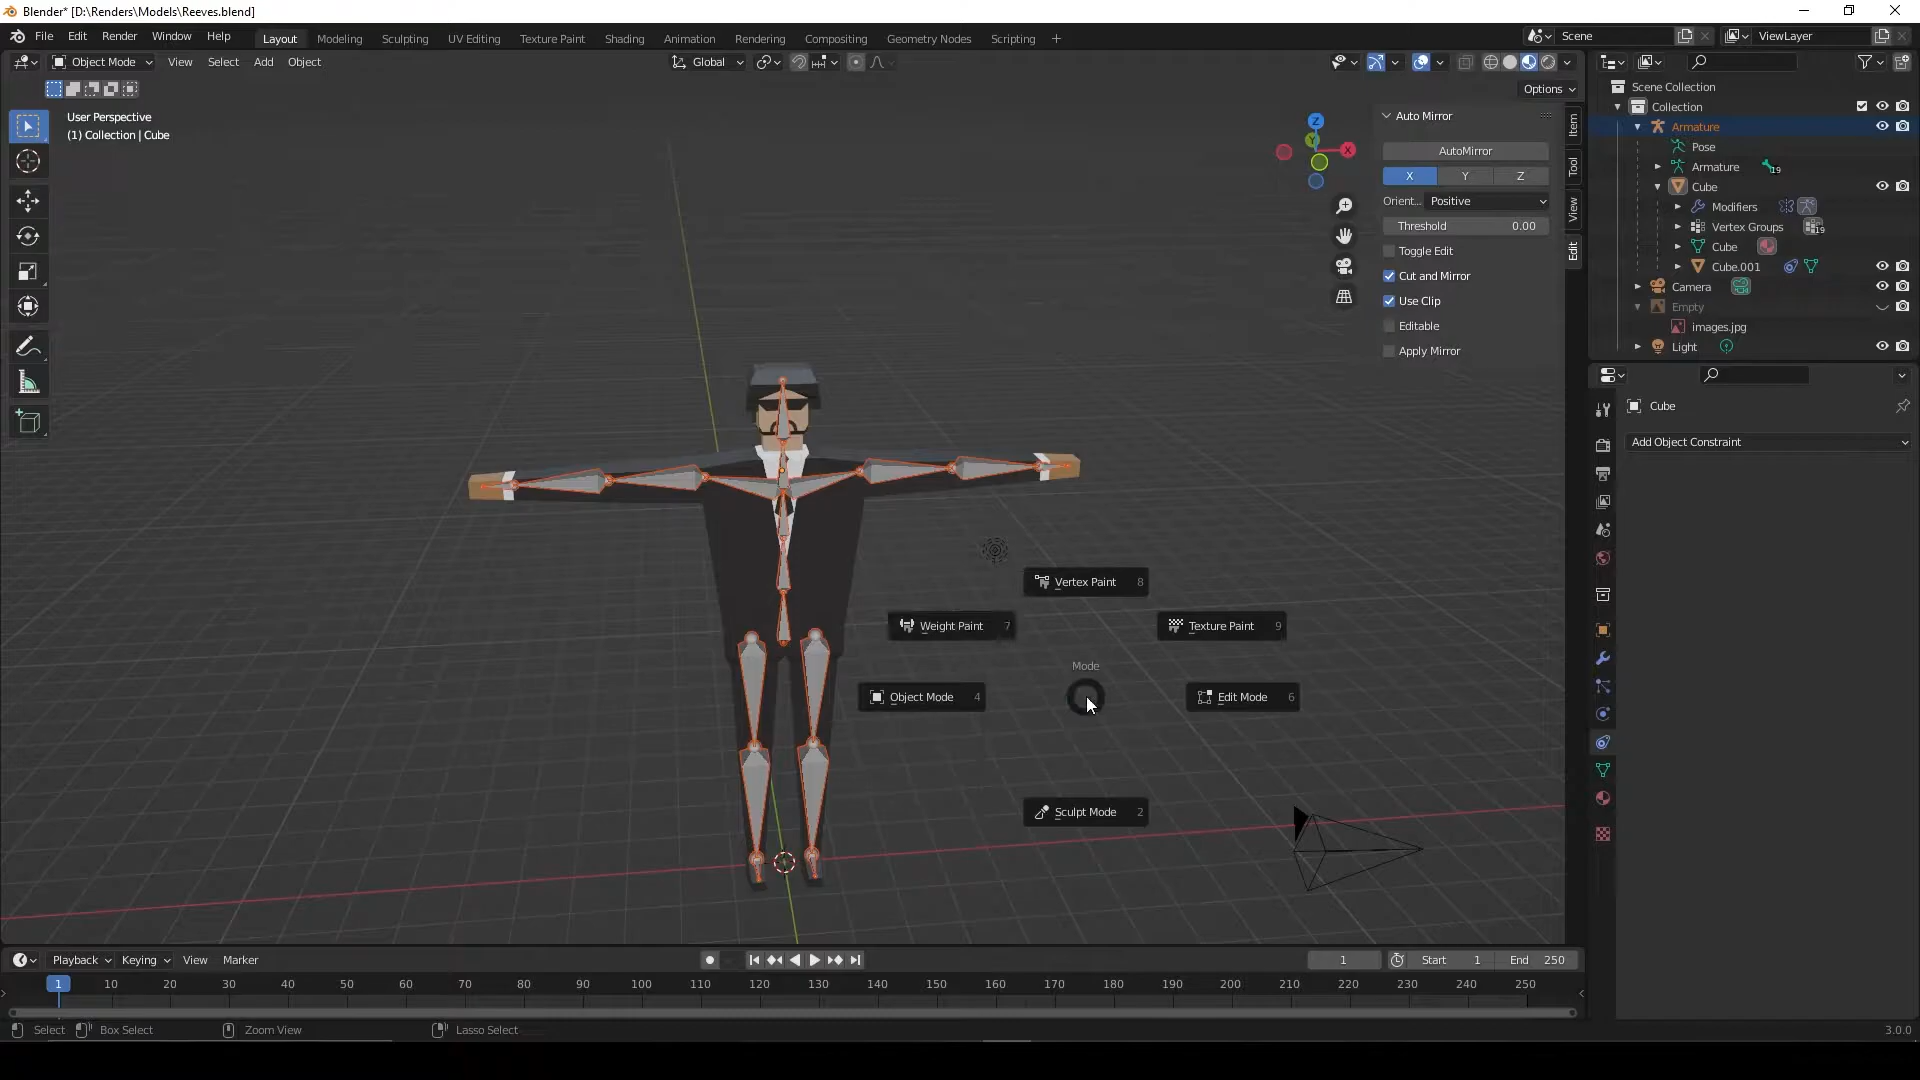 Blender* [D:\Renders\Models\Reeves.blend]
File Edit Render Window Help
Layout Modeling Sculpting UV Editing Texture Paint Shading Animation Rendering Compositing Geometry Nodes Scripting +
Scene
ViewLayer
Object Mode View Select Add Object
Global
Options
User Perspective
(1) Collection | Cube
Z
Y
X
Auto Mirror
AutoMirror
X Y Z
Orient... Positive
Threshold 0.00
Toggle Edit
Cut and Mirror
Use Clip
Editable
Apply Mirror
Item
Tool
View
Edit
Scene Collection
Collection
Armature
Pose
Armature 19
Cube
Modifiers
Vertex Groups 19
Cube
Cube.001
Camera
Empty
images.jpg
Light
Cube
Add Object Constraint
Vertex Paint 8
Weight Paint 7
Texture Paint 9
Mode
Object Mode 4
Edit Mode 6
Sculpt Mode 2
Playback Keying View Marker
1
Start 1 End 250
1 10 20 30 40 50 60 70 80 90 100 110 120 130 140 150 160 170 180 190 200 210 220 230 240 250
Select Box Select Zoom View Lasso Select
3.0.0